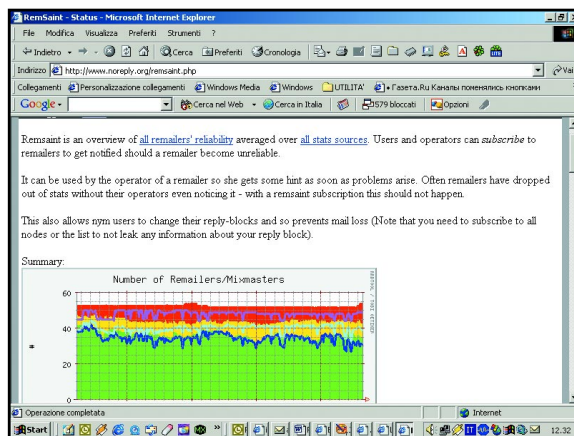 RemSaint - Status - Microsoft Internet Explorer
File Modifica Visualizza Preferiti Strumenti ?
Indietro Cerca Preferiti Cronologia
Indirizzo http://www.noreply.org/remsaint.php Vai
Collegamenti Personalizzazione collegamenti Windows Media Windows UTILITA' Газета.Ru Каналы поменялись кнопками
Google Cerca nel Web Cerca in Italia 1579 bloccati Opzioni
Remsaint is an overview of all remailers' reliability averaged over all stats sources. Users and operators can subscribe to
remailers to get notified should a remailer become unreliable.
It can be used by the operator of a remailer so she gets some hint as soon as problems arise. Often remailers have dropped
out of stats without their operators even noticing it - with a remsaint subscription this should not happen.
This also allows nym users to change their reply-blocks and so prevents mail loss (Note that you need to subscribe to all
nodes or the list to not leak any information about your reply block).
Summary:
Number of Remailers/Mixmasters
60
40
20
0
Operazione completata Internet
Start IT 12.32